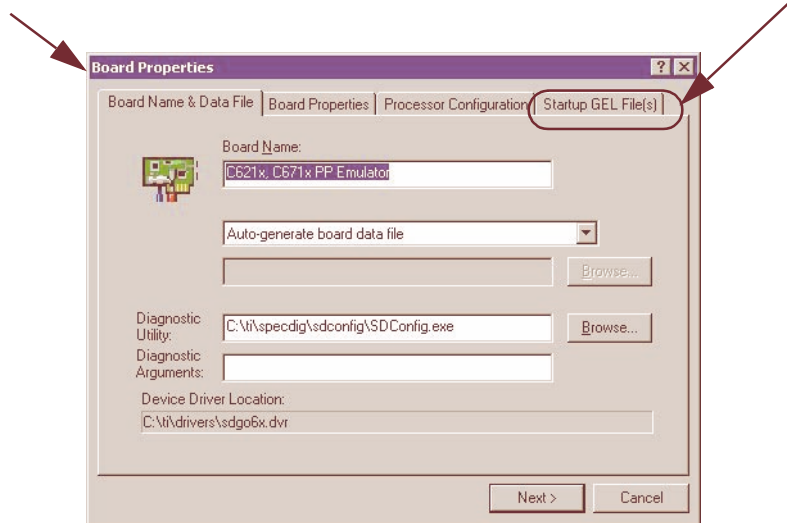 Board Properties
Board Name & Data File Board Properties Processor Configuration Startup GEL File(s)
Board Name:
C621x, C671x PP Emulator
Auto-generate board data file
Browse...
Diagnostic Utility:
C:\ti\specdig\sdconfig\SDConfig.exe
Browse...
Diagnostic Arguments:
Device Driver Location:
C:\ti\drivers\sdgo6x.dvr
Next > Cancel